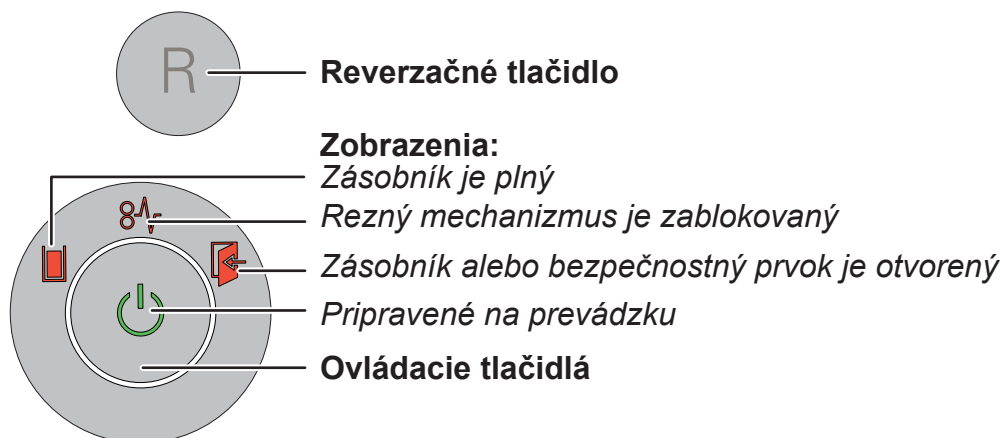 R
Reverzačné tlačidlo
Zobrazenia:
Zásobník je plný
Rezný mechanizmus je zablokovaný
Zásobník alebo bezpečnostný prvok je otvorený
Pripravené na prevádzku
Ovládacie tlačidlá